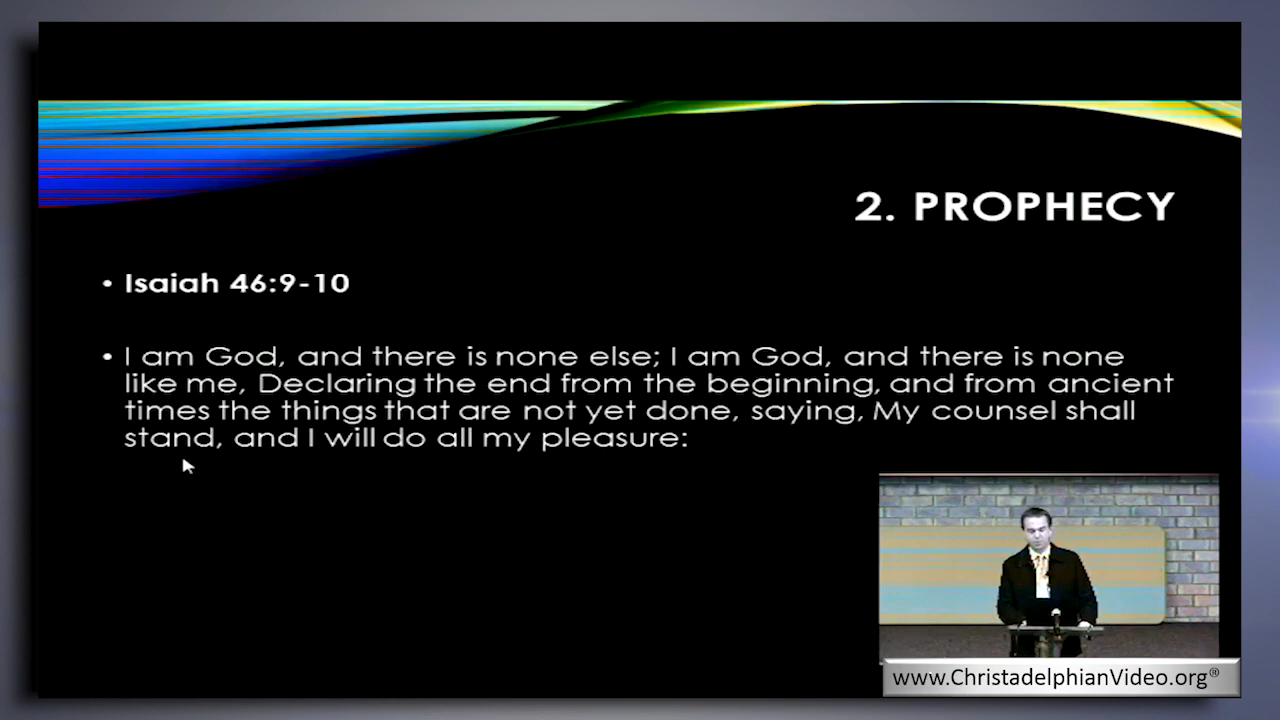 2. PROPHECY
• Isaiah 46:9-10
• I am God, and there is none else; I am God, and there is none
like me, Declaring the end from the beginning, and from ancient
times the things that are not yet done, saying, My counsel shall
stand, and I will do all my pleasure:
www.ChristadelphianVideo.org®